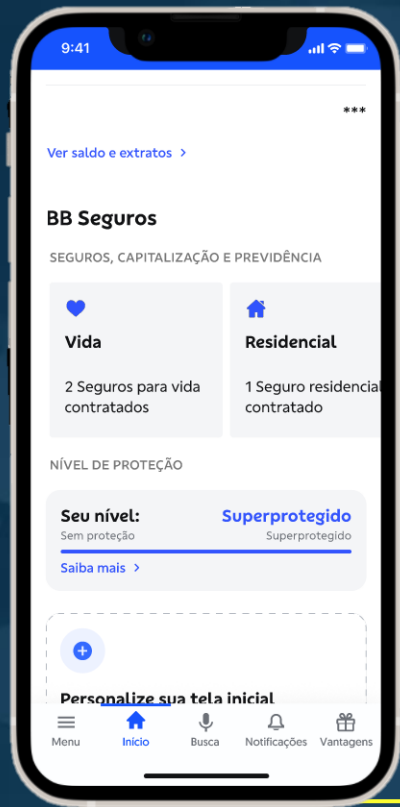 9:41
***
Ver saldo e extratos >
BB Seguros
SEGUROS, CAPITALIZAÇÃO E PREVIDÊNCIA
Vida
2 Seguros para vida
contratados
Residencial
1 Seguro residencial
contratado
NÍVEL DE PROTEÇÃO
Seu nível: Superprotegido
Sem proteção Superprotegido
Saiba mais >
Personalize sua tela inicial
Menu Início Busca Notificações Vantagens